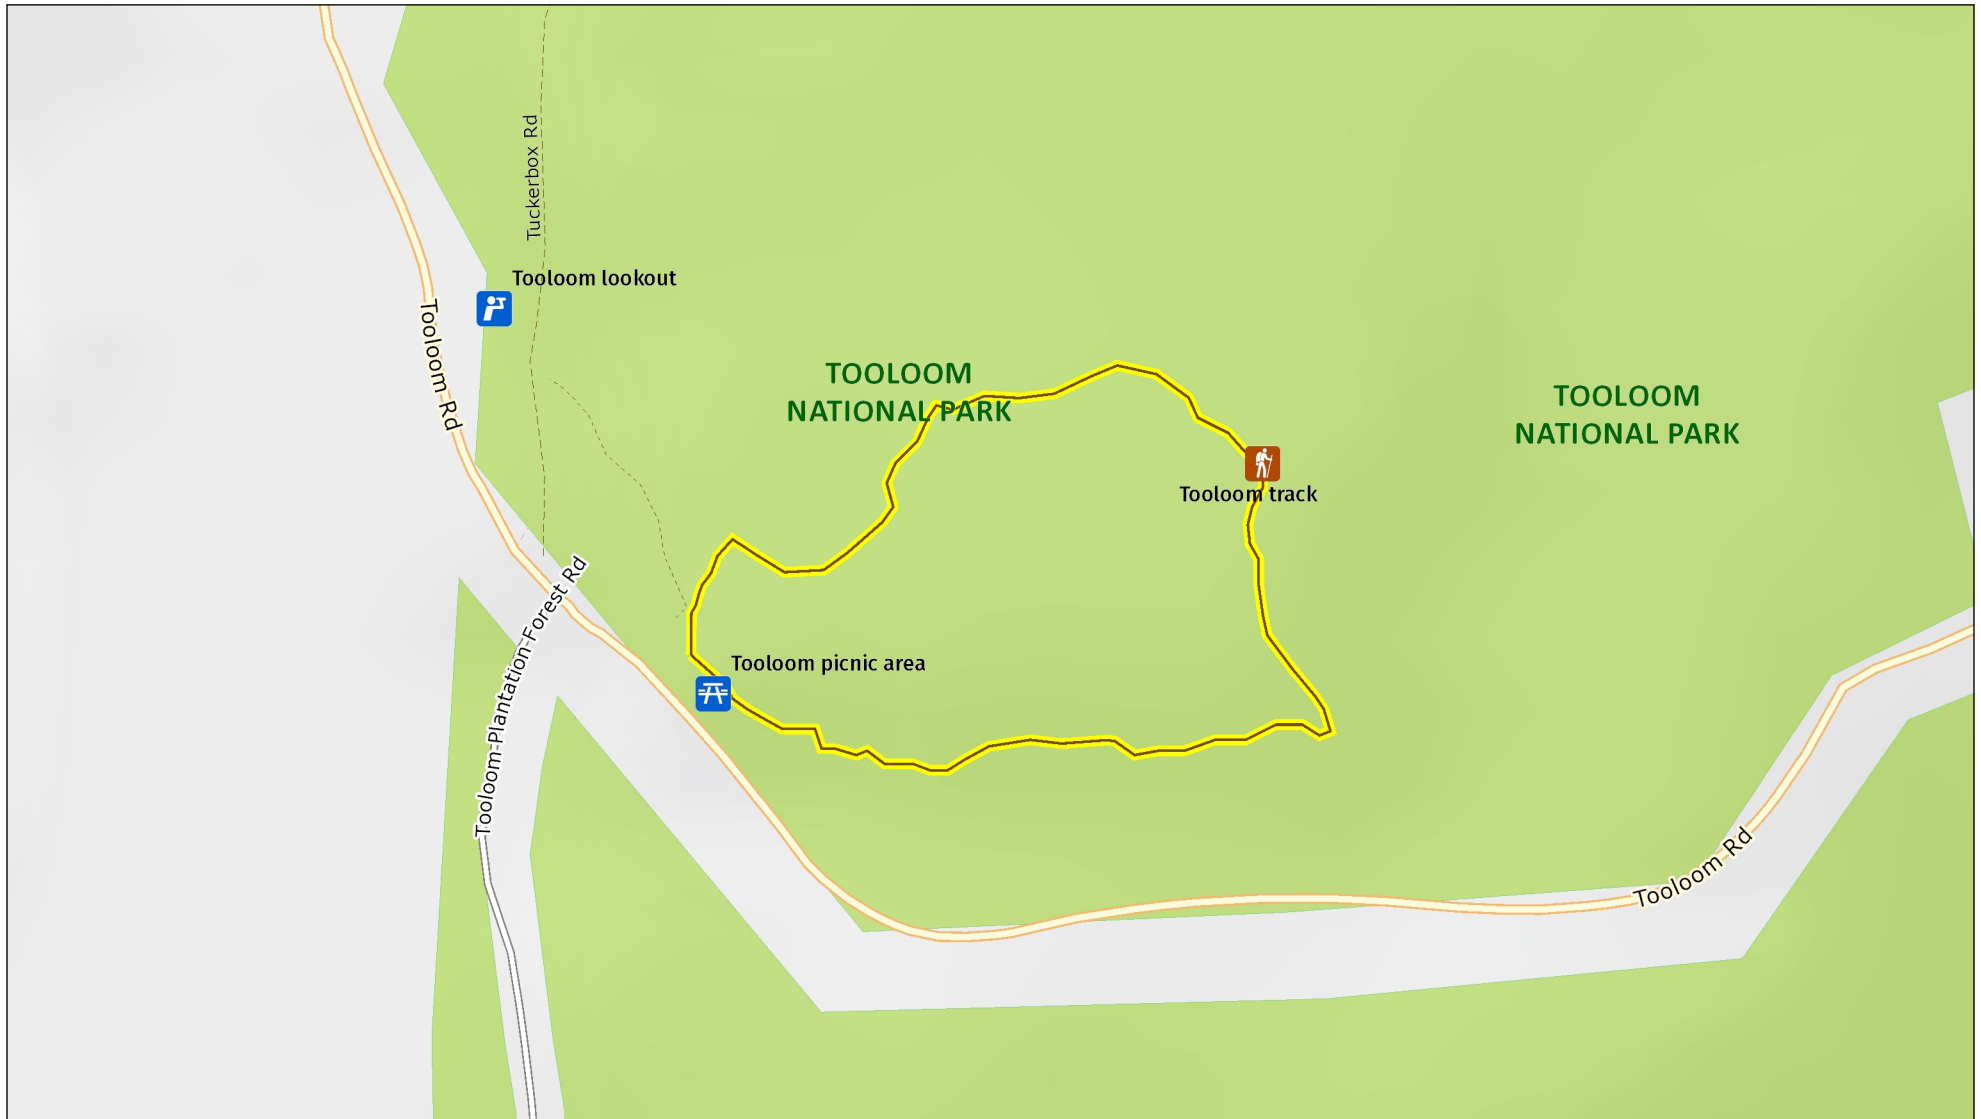 Tuckerbox Rd
Tooloom lookout
Tooloom Rd
TOOLOOM
NATIONAL PARK
TOOLOOM
NATIONAL PARK
Tooloom track
Tooloom-Plantation-Forest Rd
Tooloom picnic area
Tooloom Rd